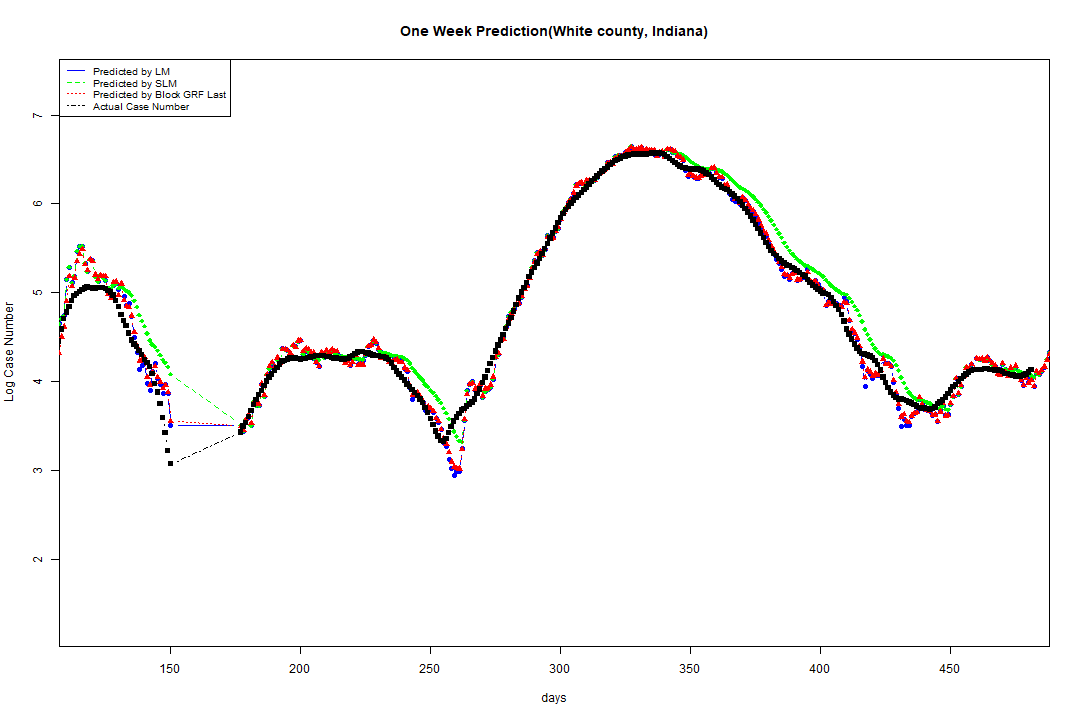 One Week Prediction(White county, Indiana)
Predicted by LM
Predicted by SLM
Predicted by Block GRF Last
Actual Case Number
Log Case Number
7
6
5
4
3
2
150 200 250 300 350 400 450
days